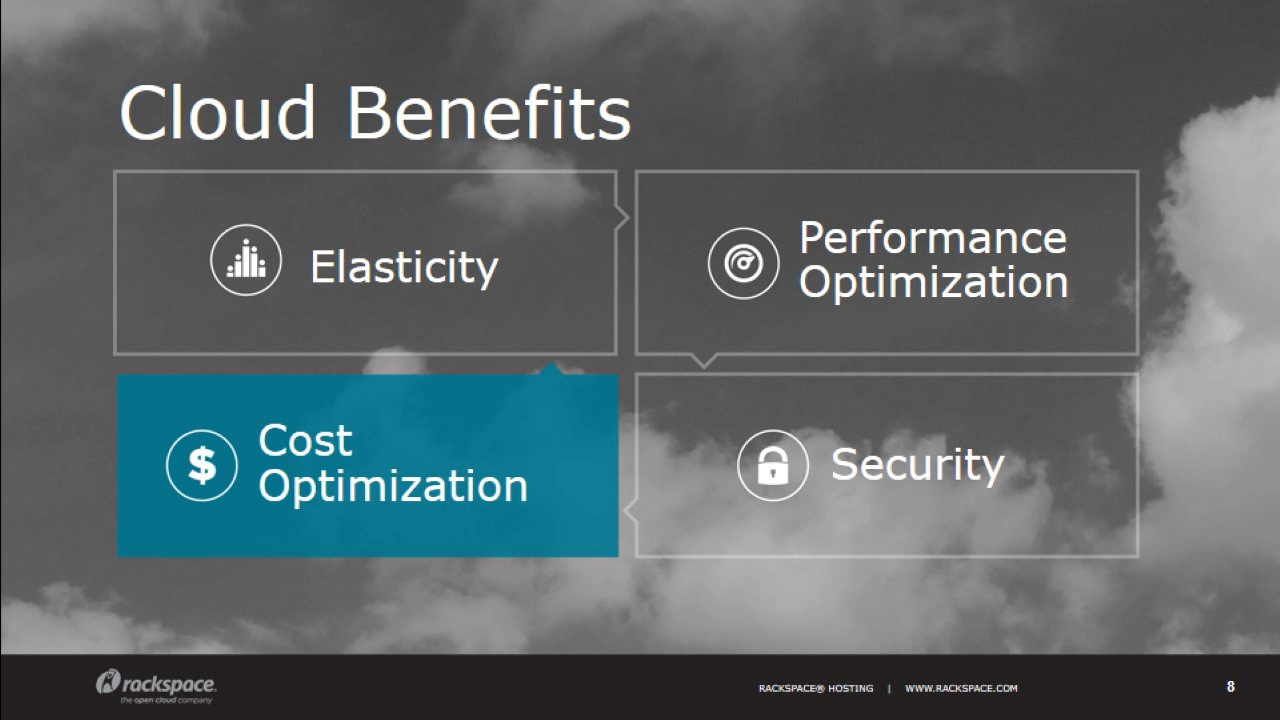 Cloud Benefits
Elasticity
Performance
Optimization
$
Cost
Optimization
Security
rackspace.
the open cloud company
RACKSPACE® HOSTING | WWW.RACKSPACE.COM
8